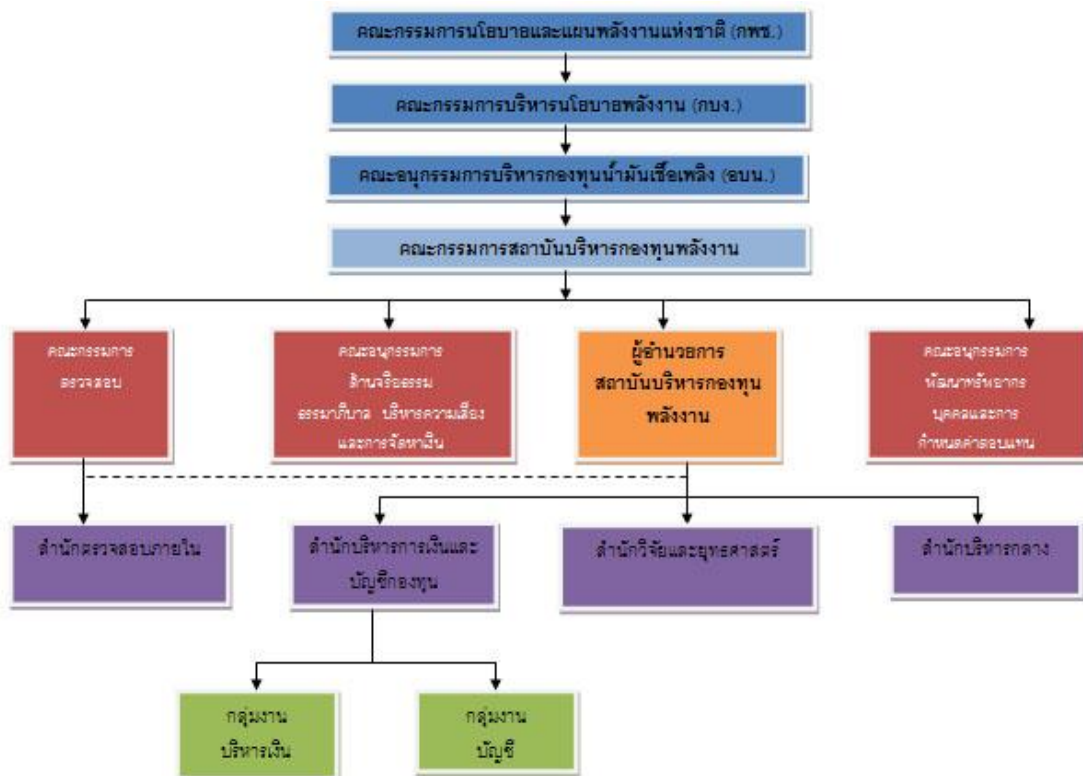 คณะกรรมการนโยบายและแผนพลังงานแห่งชาติ (กพช.)
คณะกรรมการบริหารนโยบายพลังงาน (กบง.)
คณะอนุกรรมการบริหารกองทุนน้ำมันเชื้อเพลิง (อบน.)
คณะกรรมการสถาบันบริหารกองทุนพลังงาน
คณะกรรมการ
ตรวจสอบ
คณะอนุกรรมการ
ด้านจริยธรรม
ธรรมาภิบาล บริหารความเสี่ยง
และการจัดหาเงิน
ผู้อำนวยการ
สถาบันบริหารกองทุน
พลังงาน
คณะอนุกรรมการ
พัฒนาทรัพยากร
บุคคลและการ
กำหนดค่าตอบแทน
สำนักตรวจสอบภายใน
สำนักบริหารการเงินและ
บัญชีกองทุน
สำนักวิจัยและยุทธศาสตร์
สำนักบริหารกลาง
กลุ่มงาน
บริหารเงิน
กลุ่มงาน
บัญชี